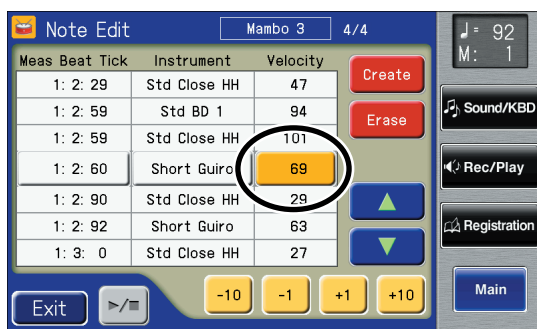 Note Edit Mambo 3 4/4 ♩= 92
M: 1
Meas Beat Tick Instrument Velocity
1: 2: 29 Std Close HH 47
1: 2: 59 Std BD 1 94
1: 2: 59 Std Close HH 101
1: 2: 60 Short Guiro 69
1: 2: 90 Std Close HH 29
1: 2: 92 Short Guiro 63
1: 3: 0 Std Close HH 27
Create
Erase
Sound/KBD
Rec/Play
Registration
Main
Exit
-10 -1 +1 +10